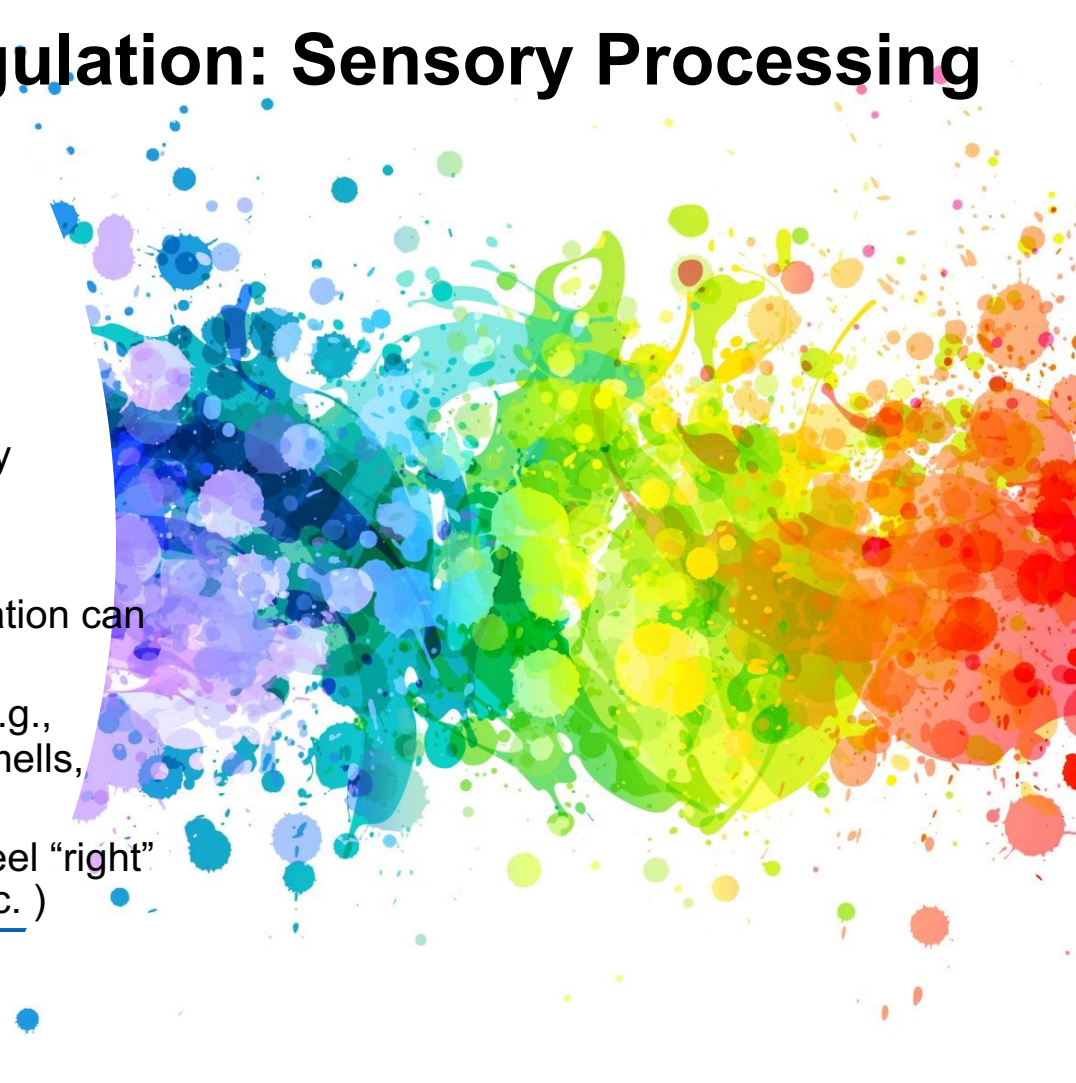 gulation: Sensory Processing
y
ation can
.g.,
nells,
eel “right”
c. )